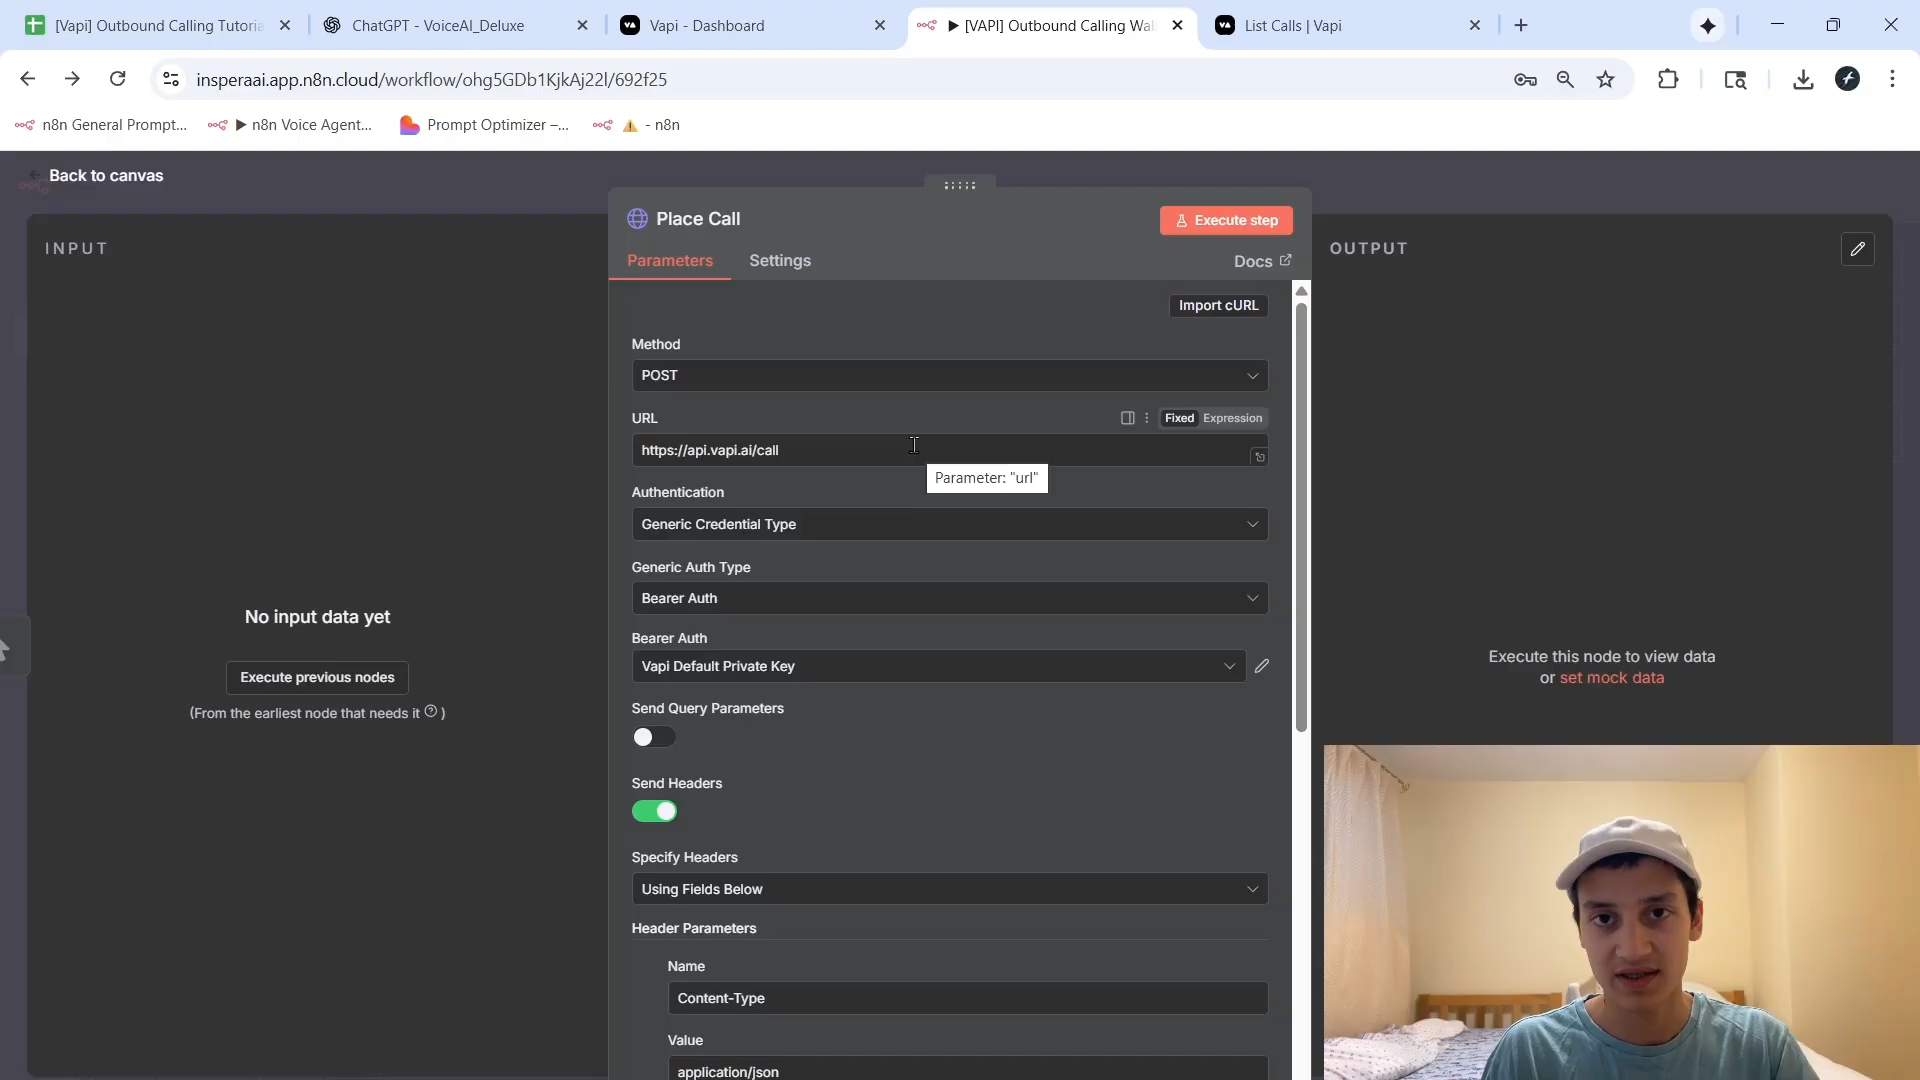 [Vapi] Outbound Calling Tutoria
ChatGPT - VoiceAI_Deluxe
Vapi - Dashboard
▶ [VAPI] Outbound Calling Wal
List Calls | Vapi
insperaai.app.n8n.cloud/workflow/ohg5GDb1KjkAj22l/692f25
n8n General Prompt...
▶ n8n Voice Agent...
Prompt Optimizer –...
⚠ - n8n
Back to canvas
INPUT
Place Call
Execute step
OUTPUT
Parameters
Settings
Docs
Import cURL
Method
POST
URL
Fixed
Expression
https://api.vapi.ai/call
Parameter: "url"
Authentication
Generic Credential Type
Generic Auth Type
Bearer Auth
Bearer Auth
Vapi Default Private Key
Send Query Parameters
Send Headers
Specify Headers
Using Fields Below
Header Parameters
Name
Content-Type
Value
application/json
No input data yet
Execute previous nodes
(From the earliest node that needs it ? )
Execute this node to view data
or set mock data